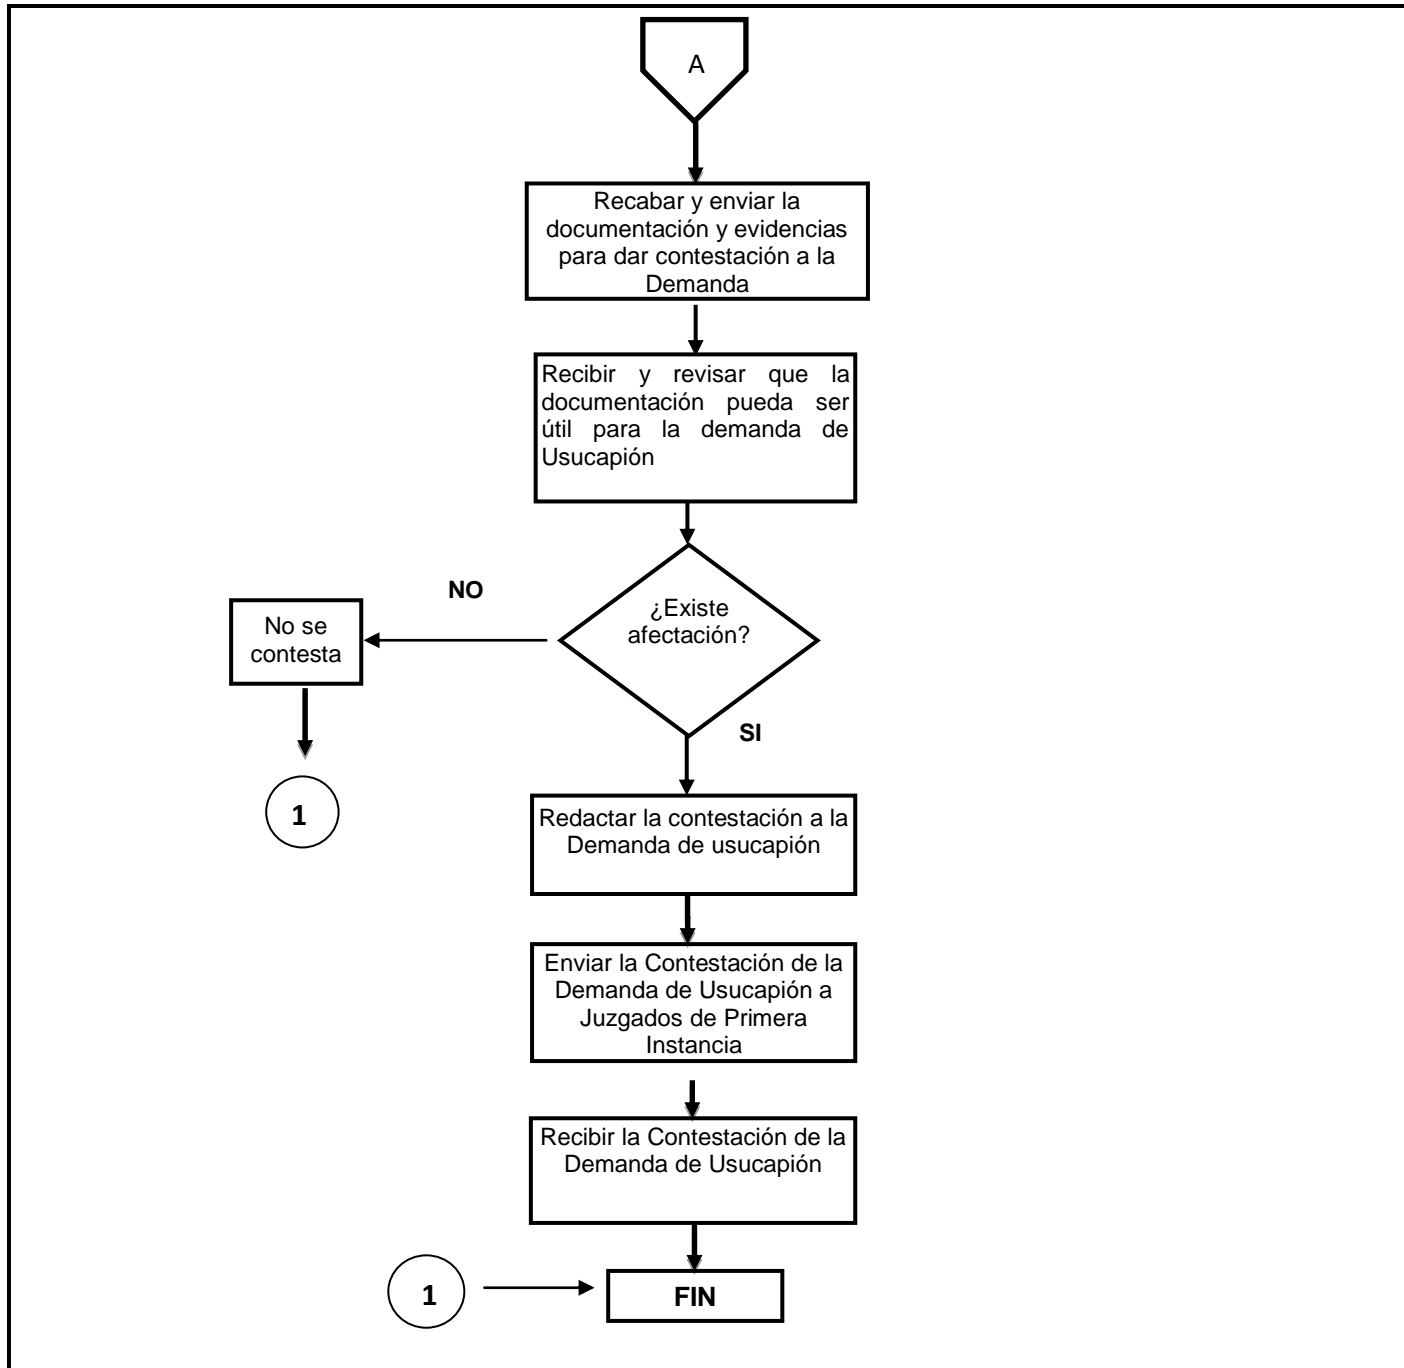 A
Recabar y enviar la
documentación y evidencias
para dar contestación a la
Demanda
Recibir y revisar que la
documentación pueda ser
útil para la demanda de
Usucapión
¿Existe
afectación?
NO
No se
contesta
1
SI
Redactar la contestación a la
Demanda de usucapión
Enviar la Contestación de la
Demanda de Usucapión a
Juzgados de Primera
Instancia
Recibir la Contestación de la
Demanda de Usucapión
1
FIN